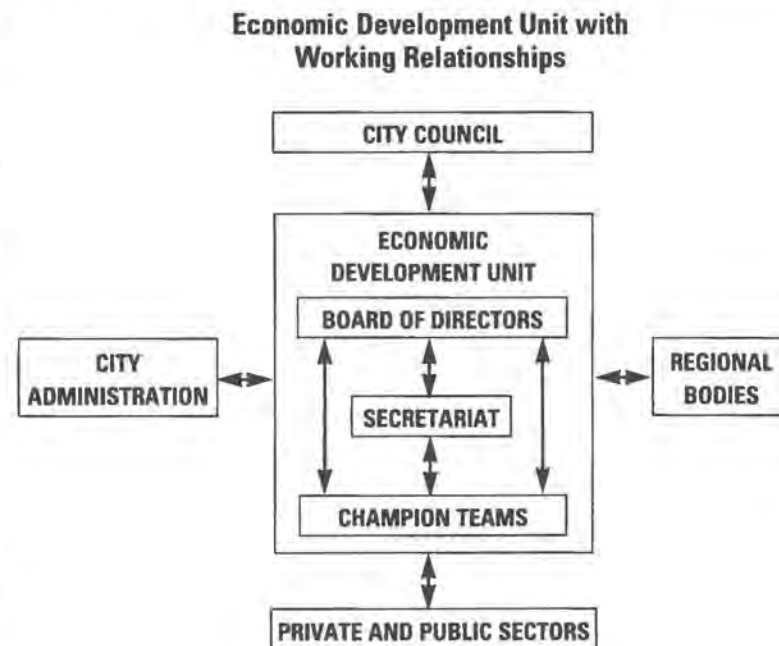 Economic Development Unit with
Working Relationships
CITY COUNCIL
ECONOMIC
DEVELOPMENT UNIT
BOARD OF DIRECTORS
CITY
ADMINISTRATION
REGIONAL
BODIES
SECRETARIAT
CHAMPION TEAMS
PRIVATE AND PUBLIC SECTORS